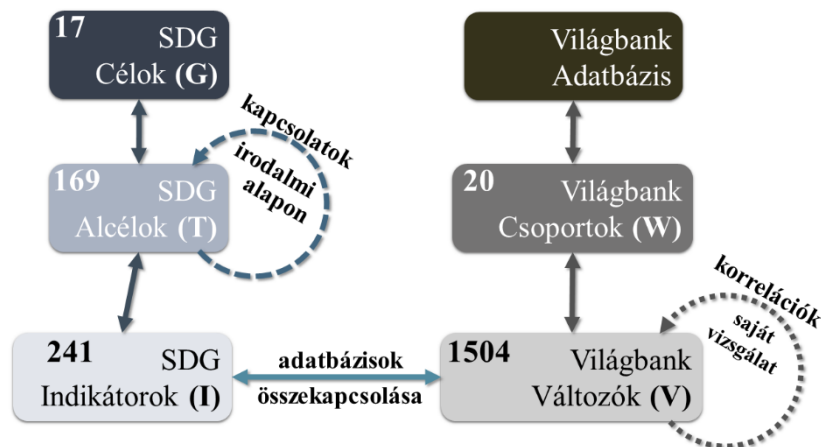 17
SDG
Célok (G)
Világbank
Adatbázis
kapcsolatok
irodalmi
alapon
169
SDG
Alcélok (T)
20
Világbank
Csoportok (W)
korrelációk
saját
vizsgálat
241
SDG
Indikátorok (I)
adatbázisok
összekapcsolása
1504
Világbank
Változók (V)